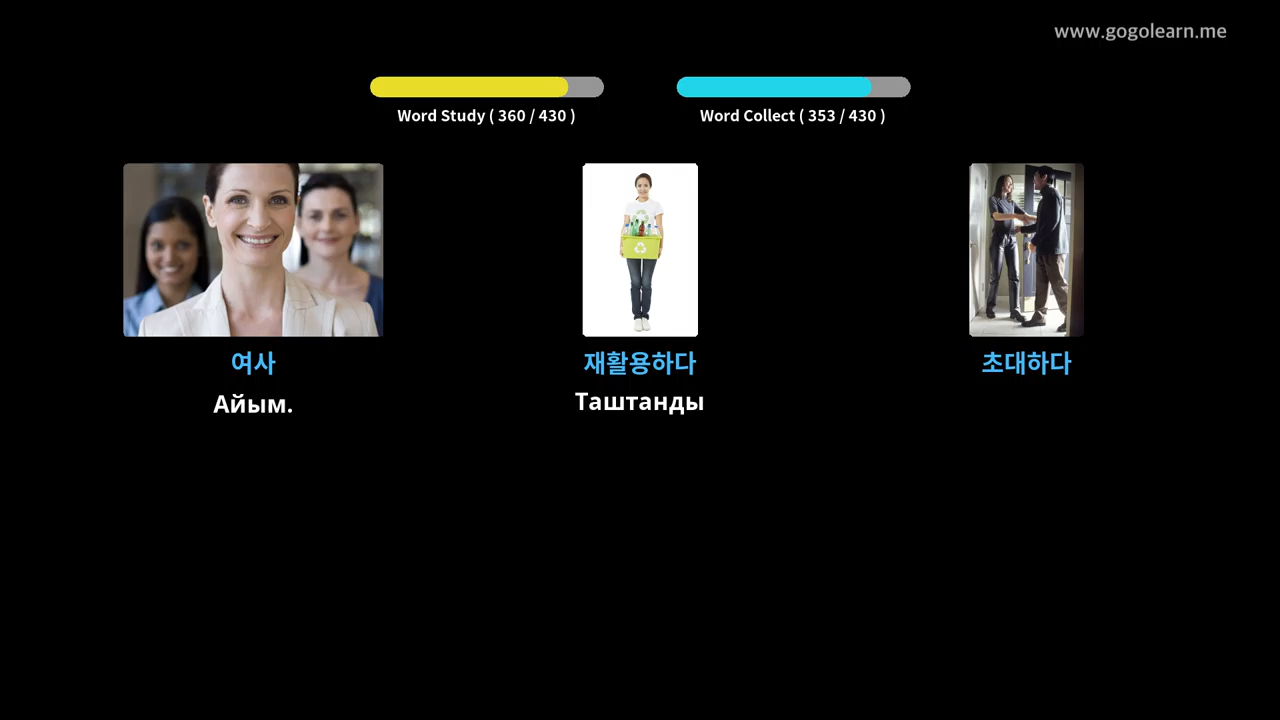 www.gogolearn.me
Word Study ( 360 / 430 )
Word Collect ( 353 / 430 )
여사
재활용하다
초대하다
Айым.
Таштанды